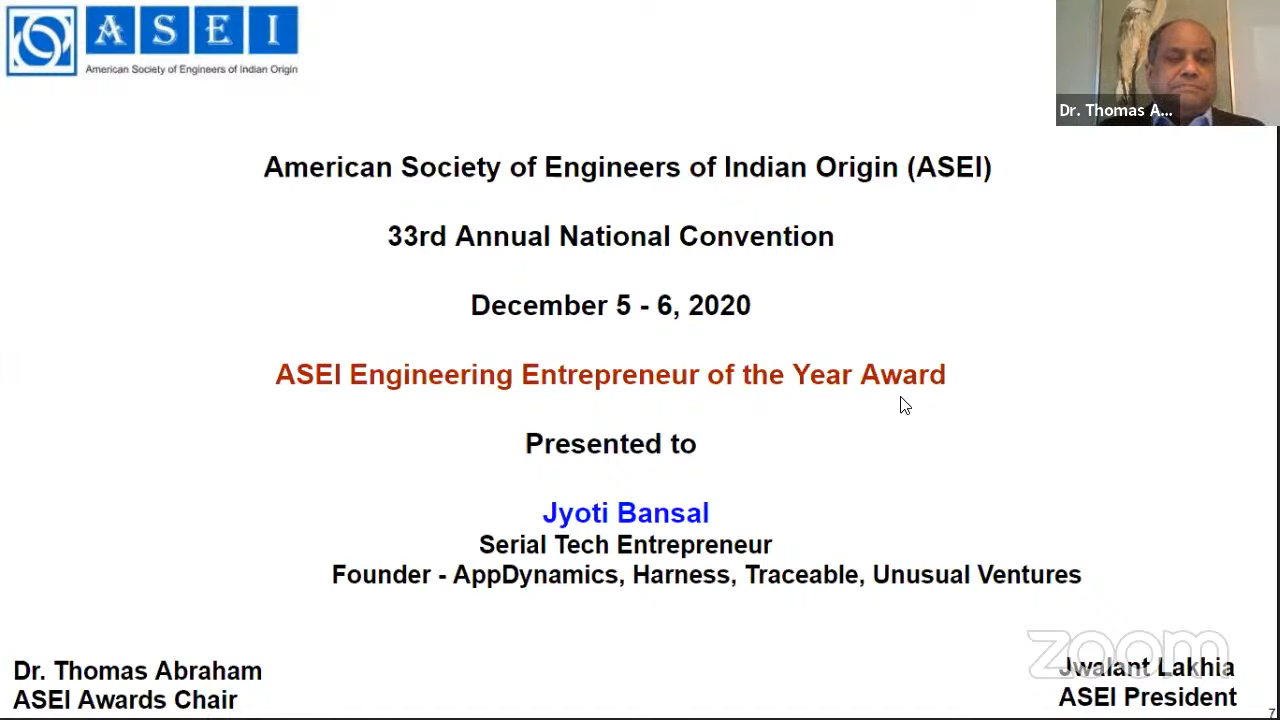 A S E I
American Society of Engineers of Indian Origin
Dr. Thomas A...
American Society of Engineers of Indian Origin (ASEI)
33rd Annual National Convention
December 5 - 6, 2020
ASEI Engineering Entrepreneur of the Year Award
Presented to
Jyoti Bansal
Serial Tech Entrepreneur
Founder - AppDynamics, Harness, Traceable, Unusual Ventures
Dr. Thomas Abraham
ASEI Awards Chair
zoom
Jwalant Lakhia
ASEI President
7